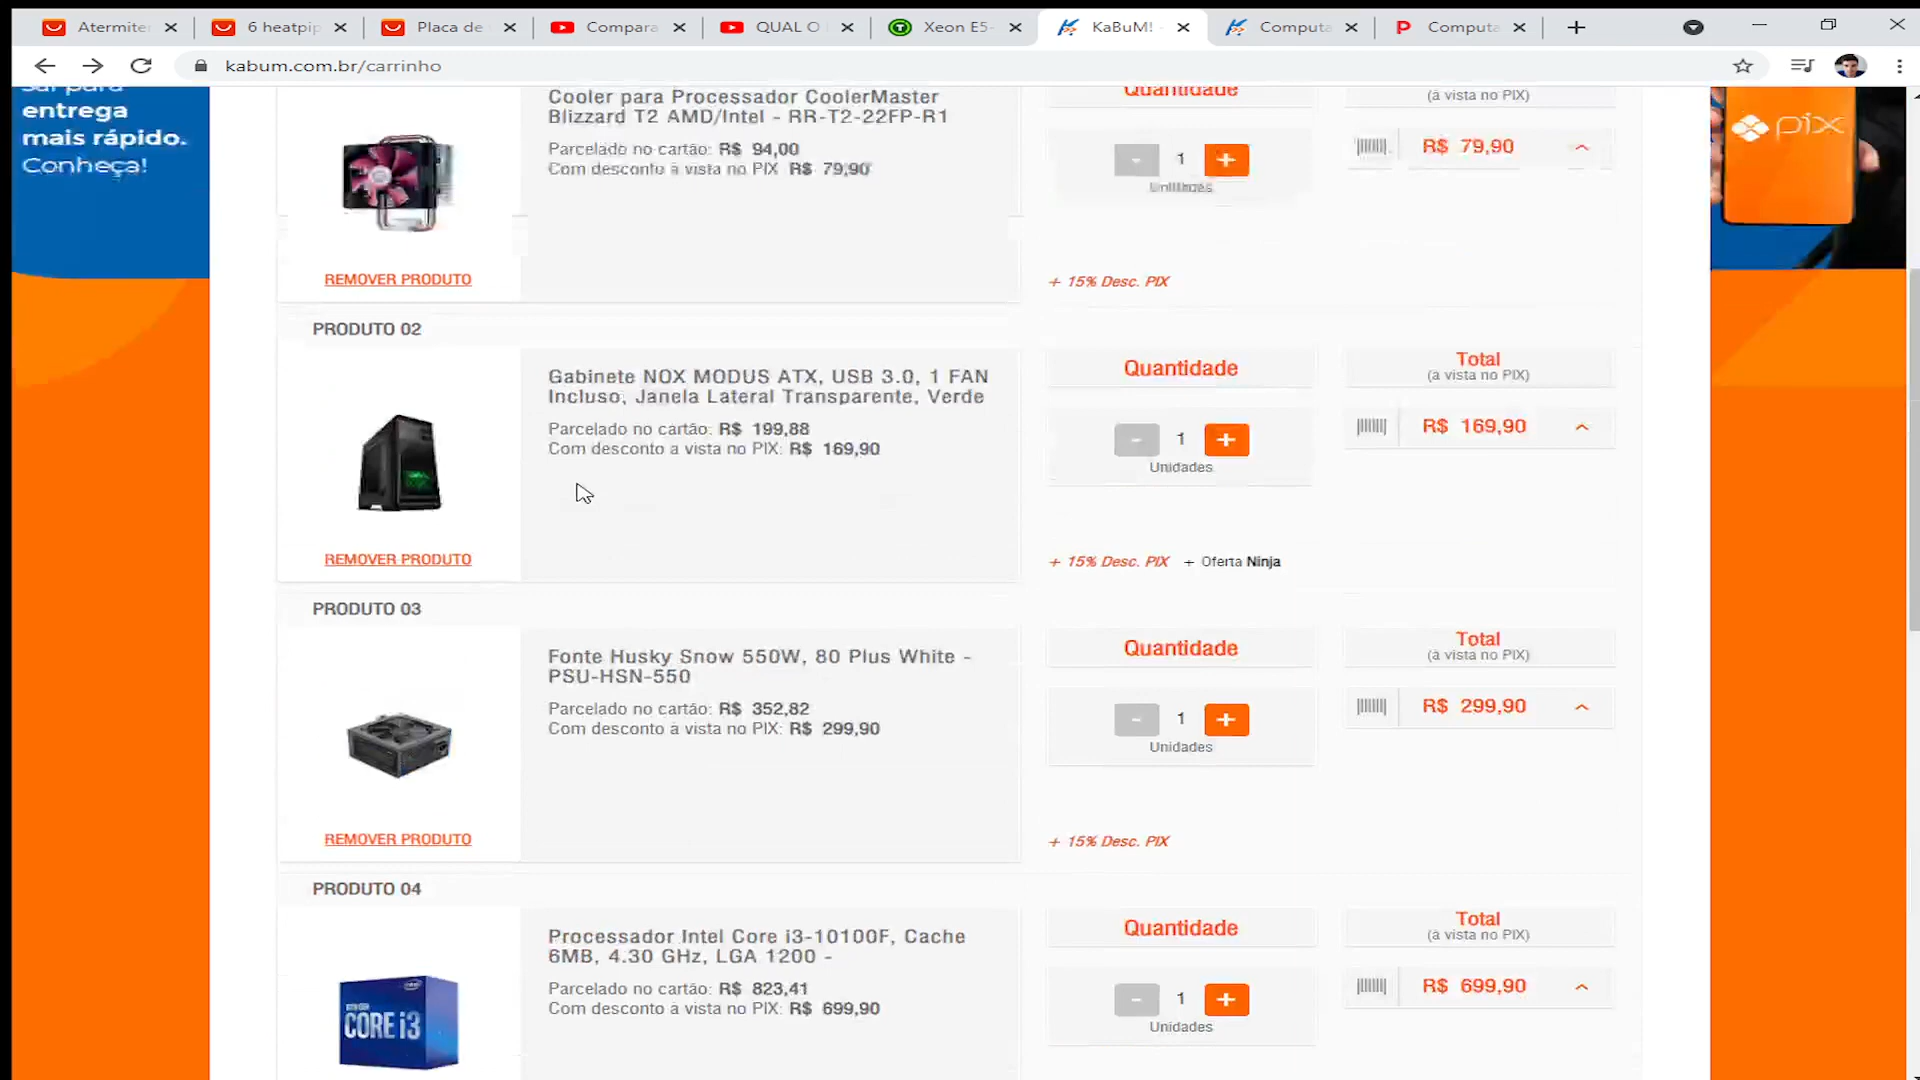 Atermiter
6 heatpip
Placa de
Compara
QUAL O
Xeon E5-
KaBuM! -
Computa
Computa
kabum.com.br/carrinho
entrega
mais rápido.
Conheça!
pix
Cooler para Processador CoolerMaster
Blizzard T2 AMD/Intel - RR-T2-22FP-R1
Parcelado no cartão: R$ 94,00
Com desconto à vista no PIX R$ 79,90
REMOVER PRODUTO
Quantidade
- 1 +
Unidades
+ 15% Desc. PIX
(à vista no PIX)
R$ 79,90
PRODUTO 02
Gabinete NOX MODUS ATX, USB 3.0, 1 FAN
Incluso, Janela Lateral Transparente, Verde
Parcelado no cartão: R$ 199,88
Com desconto à vista no PIX: R$ 169,90
REMOVER PRODUTO
Quantidade
- 1 +
Unidades
+ 15% Desc. PIX + Oferta Ninja
Total
(à vista no PIX)
R$ 169,90
PRODUTO 03
Fonte Husky Snow 550W, 80 Plus White -
PSU-HSN-550
Parcelado no cartão: R$ 352,82
Com desconto à vista no PIX: R$ 299,90
REMOVER PRODUTO
Quantidade
- 1 +
Unidades
+ 15% Desc. PIX
Total
(à vista no PIX)
R$ 299,90
PRODUTO 04
Processador Intel Core i3-10100F, Cache
6MB, 4.30 GHz, LGA 1200 -
Parcelado no cartão: R$ 823,41
Com desconto à vista no PIX: R$ 699,90
intel
CORE i3
Quantidade
- 1 +
Unidades
Total
(à vista no PIX)
R$ 699,90